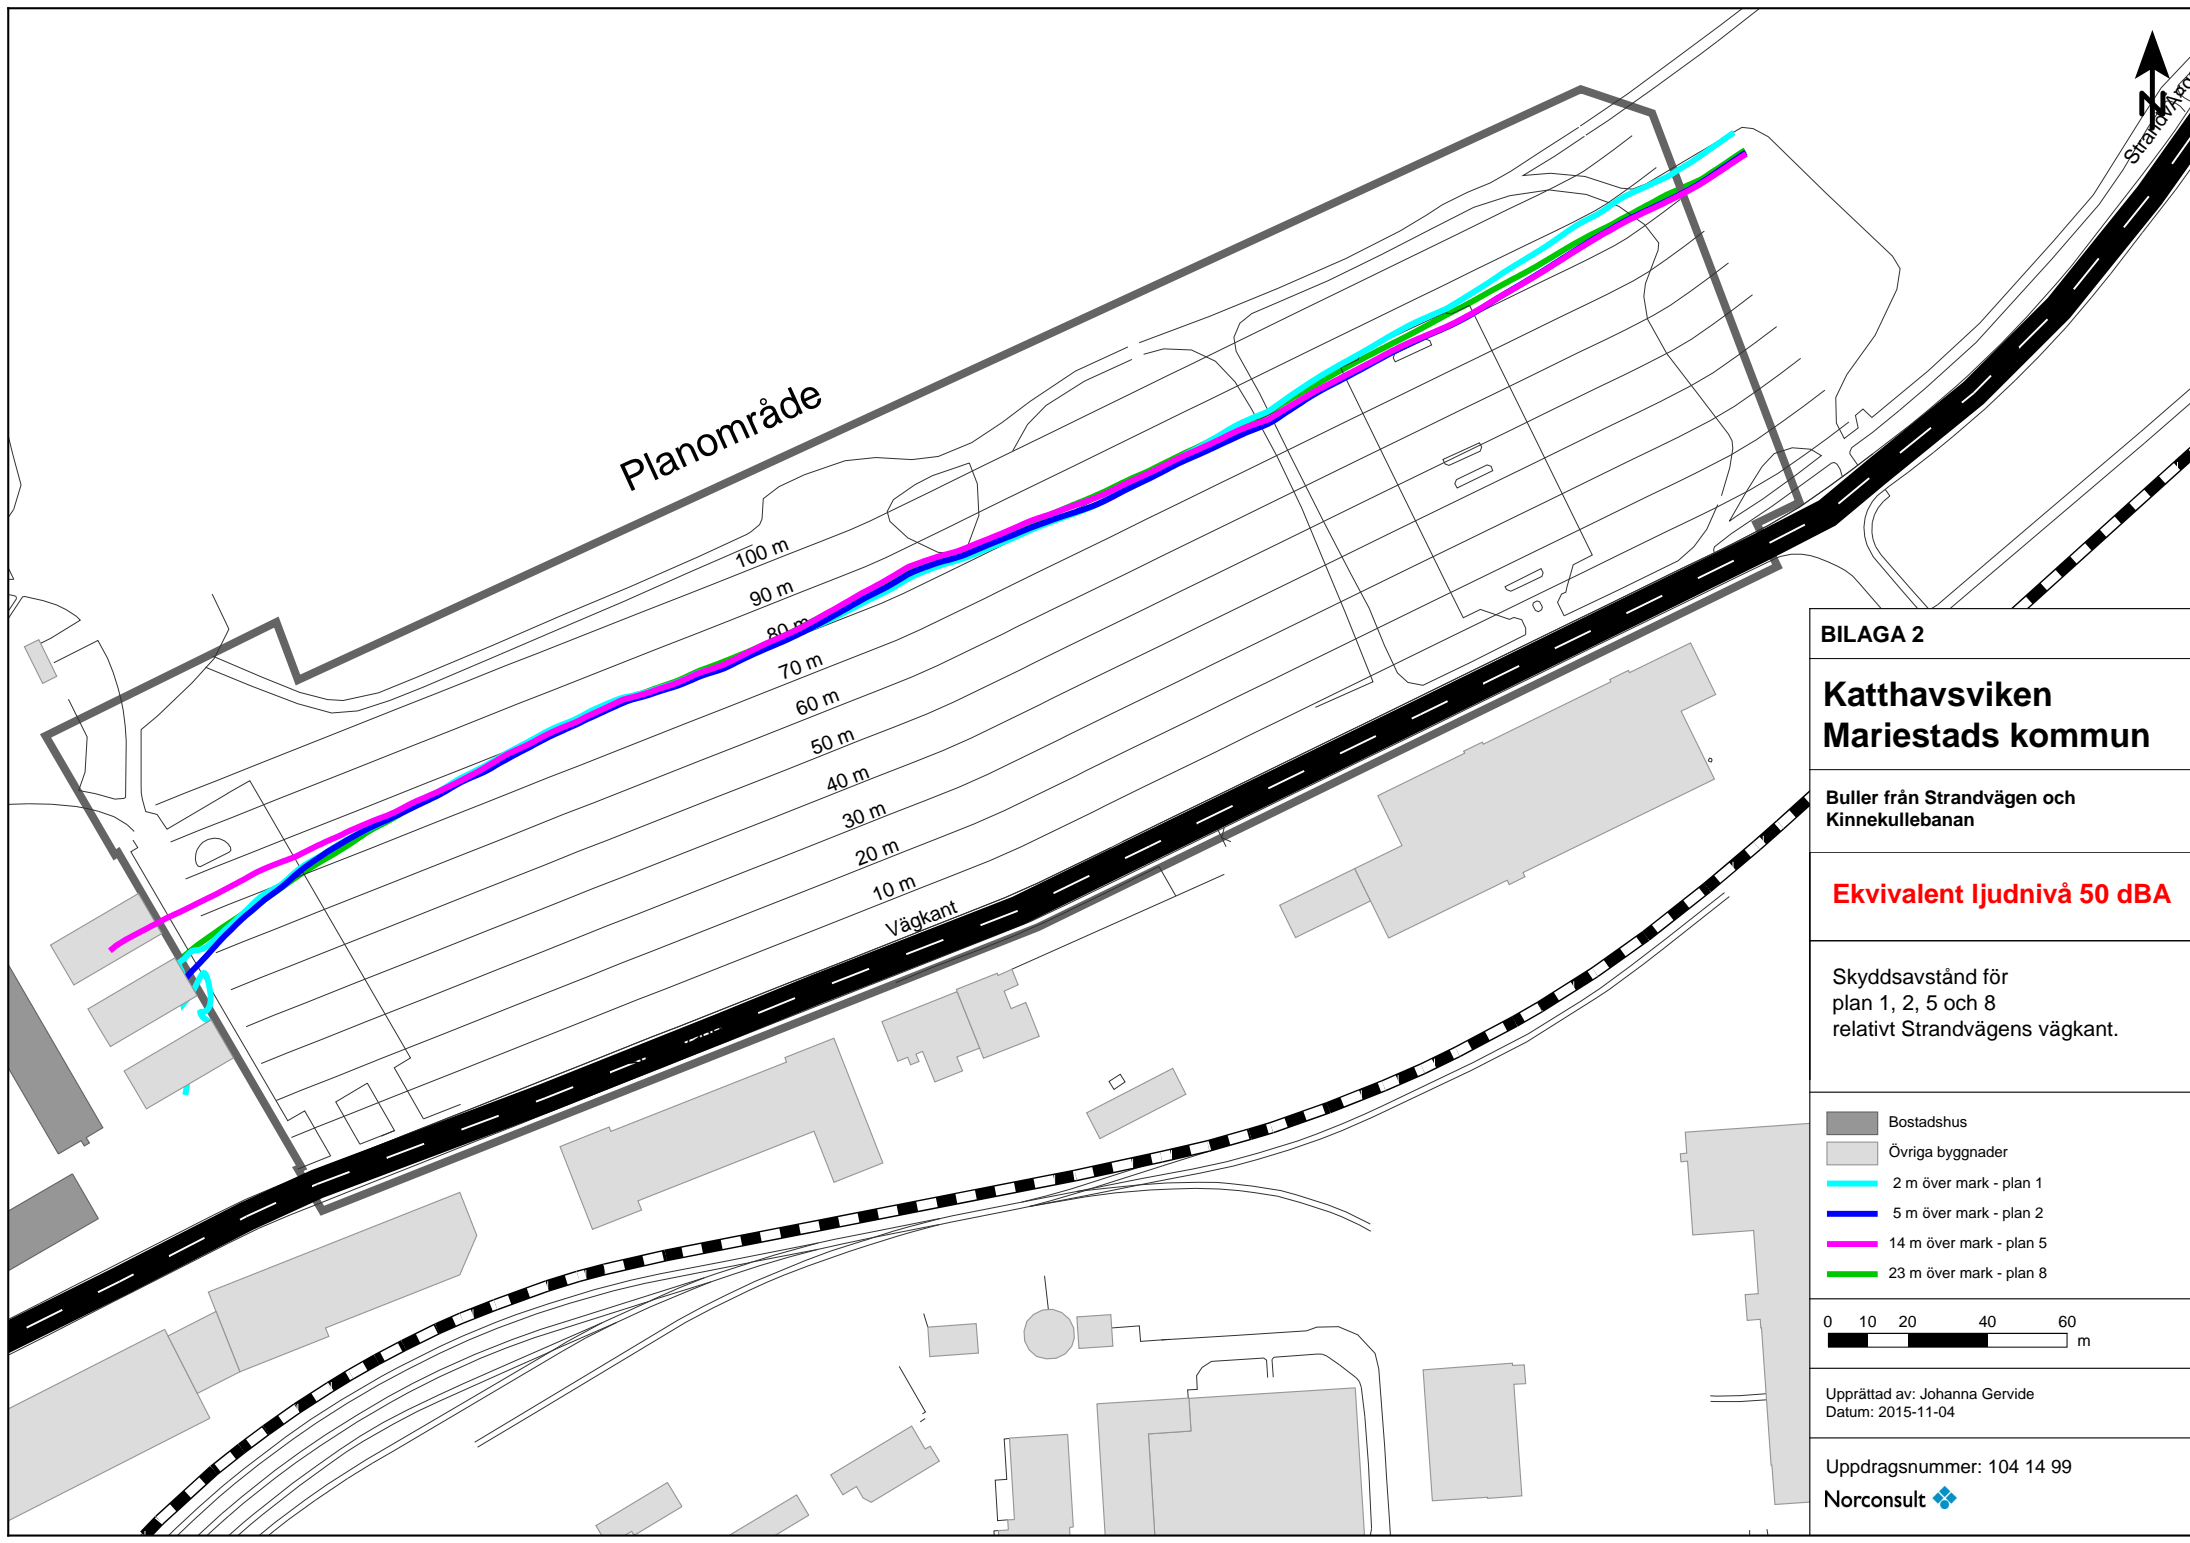 Planområde
100 m
90 m
80 m
70 m
60 m
50 m
40 m
30 m
20 m
10 m
Vägkant
N
BILAGA 2
Katthavsviken
Mariestads kommun
Buller från Strandvägen och
Kinnekullebanan
Ekvivalent ljudnivå 50 dBA
Skyddsavstånd för
plan 1, 2, 5 och 8
relativt Strandvägens vägkant.
Bostadshus
Övriga byggnader
2 m över mark - plan 1
5 m över mark - plan 2
14 m över mark - plan 5
23 m över mark - plan 8
0 10 20 40 60
m
Upprättad av: Johanna Gervide
Datum: 2015-11-04
Uppdragsnummer: 104 14 99
Norconsult